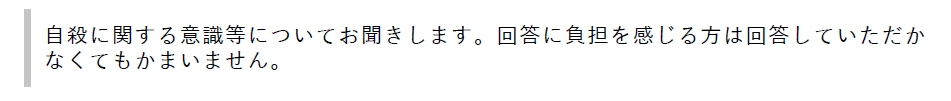 自殺に関する意識等についてお聞きします。回答に負担を感じる方は回答していただか
なくてもかまいません。